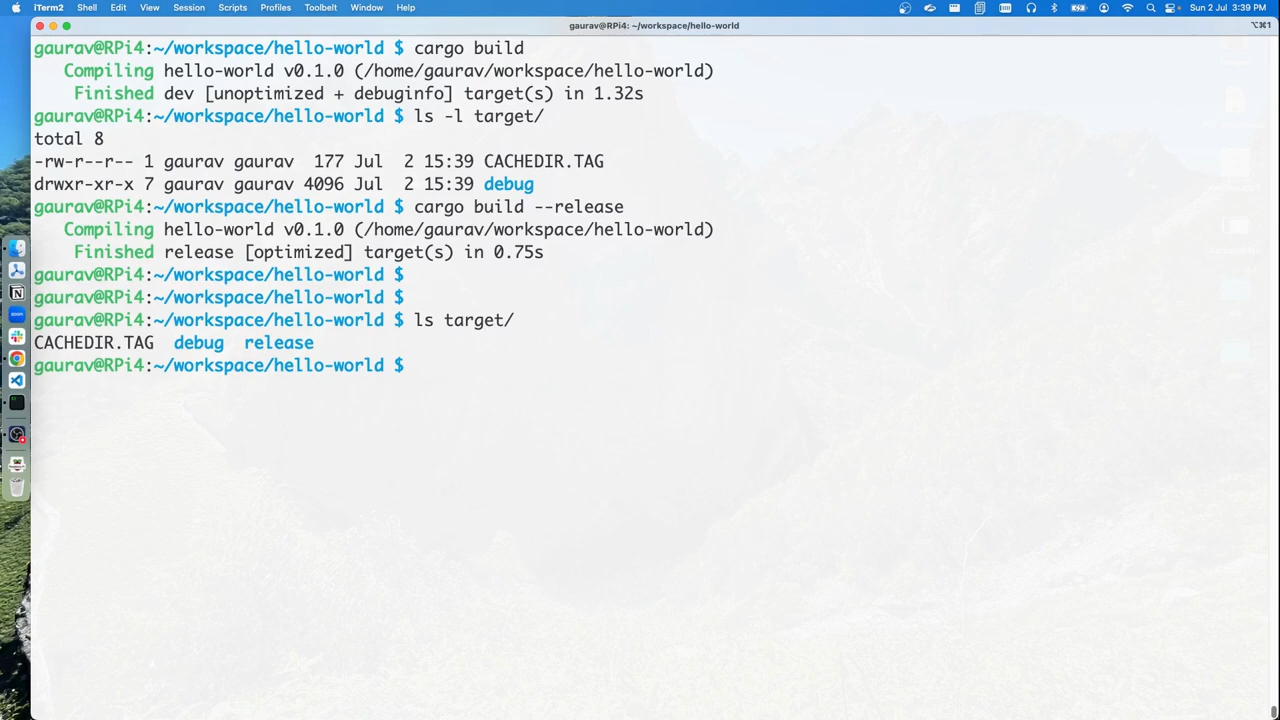 iTerm2 Shell Edit View Session Scripts Profiles Toolbelt Window Help Sun 2 Jul 3:39 PM
gaurav@RPi4: ~/workspace/hello-world ⌥⌘1
gaurav@RPi4:~/workspace/hello-world $ cargo build
   Compiling hello-world v0.1.0 (/home/gaurav/workspace/hello-world)
    Finished dev [unoptimized + debuginfo] target(s) in 1.32s
gaurav@RPi4:~/workspace/hello-world $ ls -l target/
total 8
-rw-r--r-- 1 gaurav gaurav  177 Jul  2 15:39 CACHEDIR.TAG
drwxr-xr-x 7 gaurav gaurav 4096 Jul  2 15:39 debug
gaurav@RPi4:~/workspace/hello-world $ cargo build --release
   Compiling hello-world v0.1.0 (/home/gaurav/workspace/hello-world)
    Finished release [optimized] target(s) in 0.75s
gaurav@RPi4:~/workspace/hello-world $
gaurav@RPi4:~/workspace/hello-world $
gaurav@RPi4:~/workspace/hello-world $ ls target/
CACHEDIR.TAG  debug  release
gaurav@RPi4:~/workspace/hello-world $